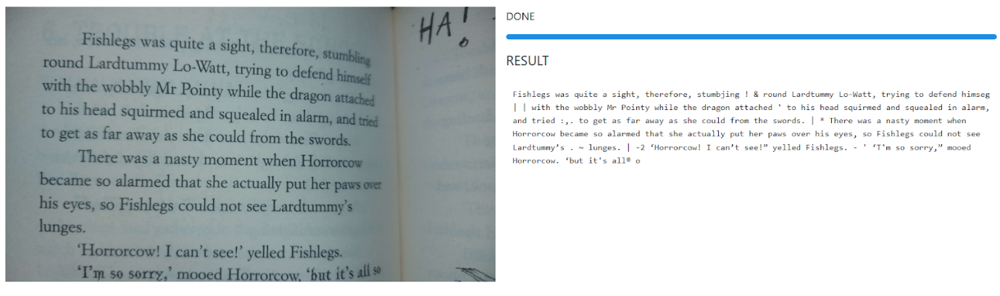 Fishlegs was quite a sight, therefore, stumbling
round Lardtummy Lo-Watt, trying to defend himself
with the wobbly Mr Pointy while the dragon attached
to his head squirmed and squealed in alarm, and tried
to get as far away as she could from the swords.
There was a nasty moment when Horrorcow
became so alarmed that she actually put her paws over
his eyes, so Fishlegs could not see Lardtummy's
lunges.
‘Horrorcow! I can't see!’ yelled Fishlegs.
‘I'm so sorry,’ mooed Horrorcow, ‘but it's all so
HA!
DONE
RESULT
Fishlegs was quite a sight, therefore, stumbjing ! & round Lardtummy Lo-Watt, trying to defend himseg
| | with the wobbly Mr Pointy while the dragon attached ' to his head squirmed and squealed in alarm,
and tried :,. to get as far away as she could from the swords. | * There was a nasty moment when
Horrorcow became so alarmed that she actually put her paws over his eyes, so Fishlegs could not see
Lardtummy’s . ~ lunges. | -2 ‘Horrorcow! I can’t see!” yelled Fishlegs. - ' ‘T'm so sorry,” mooed
Horrorcow. ‘but it's all® o